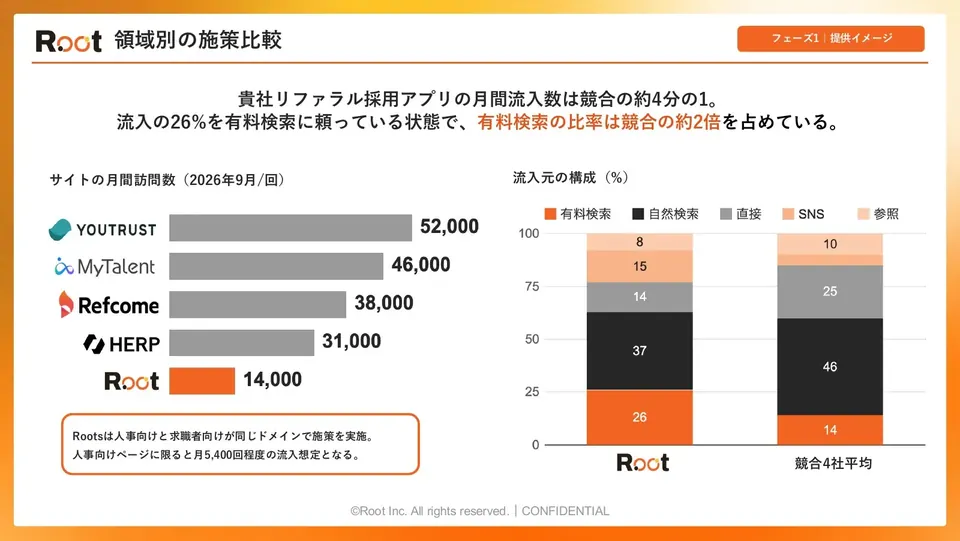 Root 領域別の施策比較
フェーズ1｜提供イメージ
貴社リファラル採用アプリの月間流入数は競合の約4分の1。
流入の26%を有料検索に頼っている状態で、有料検索の比率は競合の約2倍を占めている。
サイトの月間訪問数（2026年9月/回）
YOUTRUST 52,000
MyTalent 46,000
Refcome 38,000
HERP 31,000
Root 14,000
Rootsは人事向けと求職者向けが同じドメインで施策を実施。
人事向けページに限ると月5,400回程度の流入想定となる。
流入元の構成（%）
有料検索 自然検索 直接 SNS 参照
100
75
50
25
0
8
15
14
37
26
10
25
46
14
Root 競合4社平均
©Root Inc. All rights reserved.｜CONFIDENTIAL